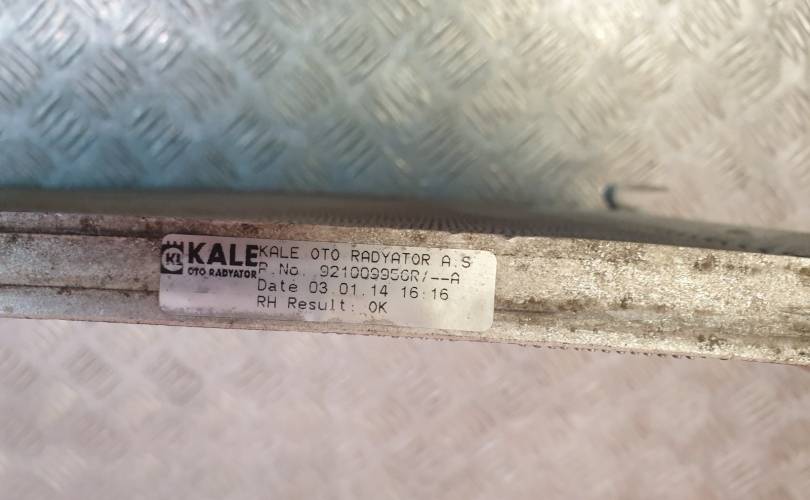 KALE
OTO RADYATOR
KALE OTO RADYATOR A.S
P.No. 921009956R/--A
Date 03.01.14 16:16
RH Result: OK